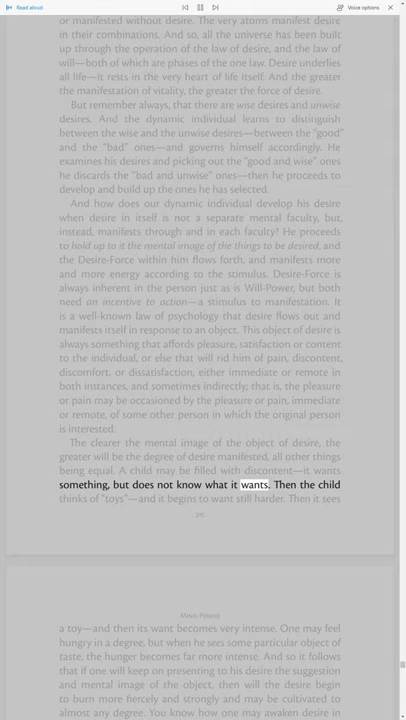 Read aloud
Voice options
or manifested without desire. The very atoms manifest desire
in their combinations. And so, all the universe has been built
up through the operation of the law of desire, and the law of
will—both of which are phases of the one law. Desire underlies
all life—it rests in the very heart of life itself. And the greater
the manifestation of vitality, the greater the force of desire.
But remember always, that there are wise desires and unwise
desires. And the dynamic individual learns to distinguish
between the wise and the unwise desires—between the "good"
and the "bad" ones—and governs himself accordingly. He
examines his desires and picking out the "good and wise" ones
he discards the "bad and unwise" ones—then he proceeds to
develop and build up the ones he has selected.
And how does our dynamic individual develop his desire
when desire in itself is not a separate mental faculty, but,
instead, manifests through and in each faculty? He proceeds
to hold up to it the mental image of the things to be desired, and
the Desire-Force within him flows forth, and manifests more
and more energy according to the stimulus. Desire-Force is
always inherent in the person just as is Will-Power, but both
need an incentive to action—a stimulus to manifestation. It
is a well-known law of psychology that desire flows out and
manifests itself in response to an object. This object of desire is
always something that affords pleasure, satisfaction or content
to the individual, or else that will rid him of pain, discontent,
discomfort, or dissatisfaction, either immediate or remote in
both instances, and sometimes indirectly; that is, the pleasure
or pain may be occasioned by the pleasure or pain, immediate
or remote, of some other person in which the original person
is interested.
The clearer the mental image of the object of desire, the
greater will be the degree of desire manifested, all other things
being equal. A child may be filled with discontent—it wants
something, but does not know what it wants. Then the child
thinks of "toys"—and it begins to want still harder. Then it sees
Mind-Power
a toy—and then its want becomes very intense. One may feel
hungry in a degree, but when he sees some particular object of
taste, the hunger becomes far more intense. And so it follows
that if one will keep on presenting to his desire the suggestion
and mental image of the object, then will the desire begin
to burn more fiercely and strongly and may be cultivated to
almost any degree. You know how one may awaken desire in